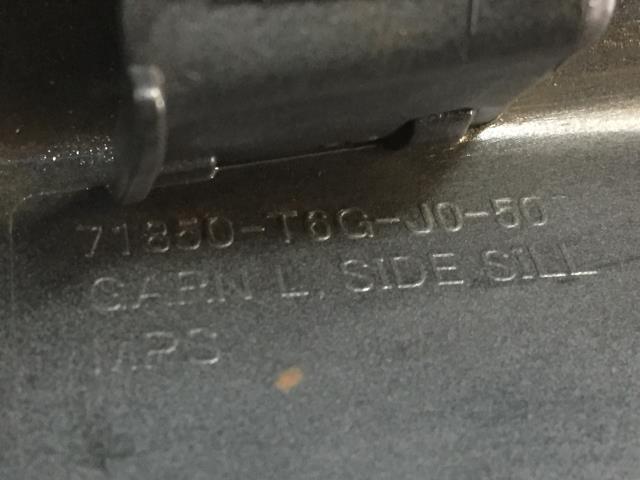 71850-T6G-J0-50
GARN L, SIDE SILL
MPS